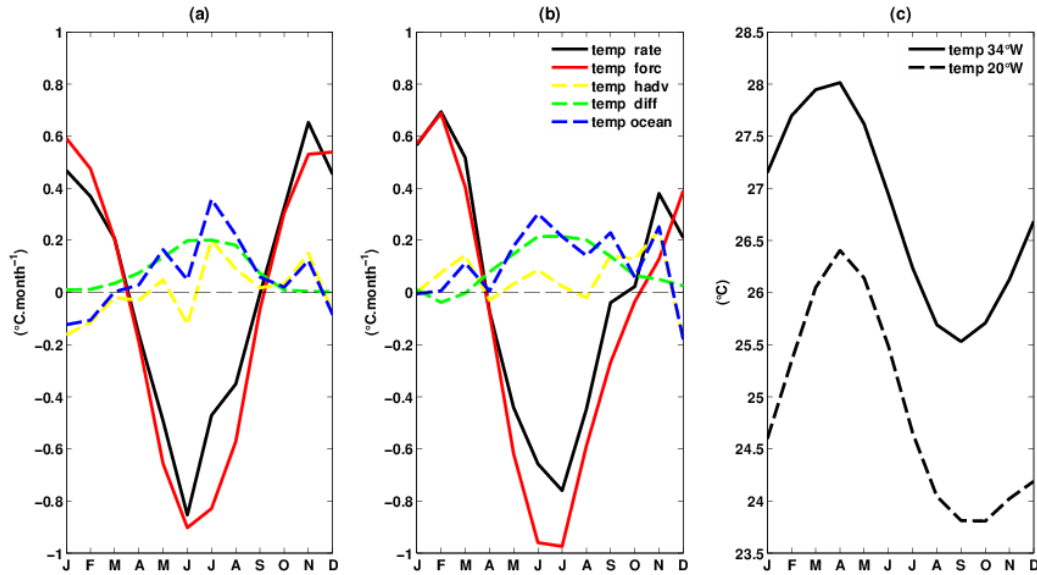 (a)
(b)
(c)
1
0.8
0.6
0.4
0.2
0
−0.2
−0.4
−0.6
−0.8
−1
(°C.month⁻¹)
J F M A M J J A S O N D
1
0.8
0.6
0.4
0.2
0
−0.2
−0.4
−0.6
−0.8
−1
(°C.month⁻¹)
temp rate
temp forc
temp hadv
temp diff
temp ocean
J F M A M J J A S O N D
28.5
28
27.5
27
26.5
26
25.5
25
24.5
24
23.5
(°C)
temp 34°W
temp 20°W
J F M A M J J A S O N D